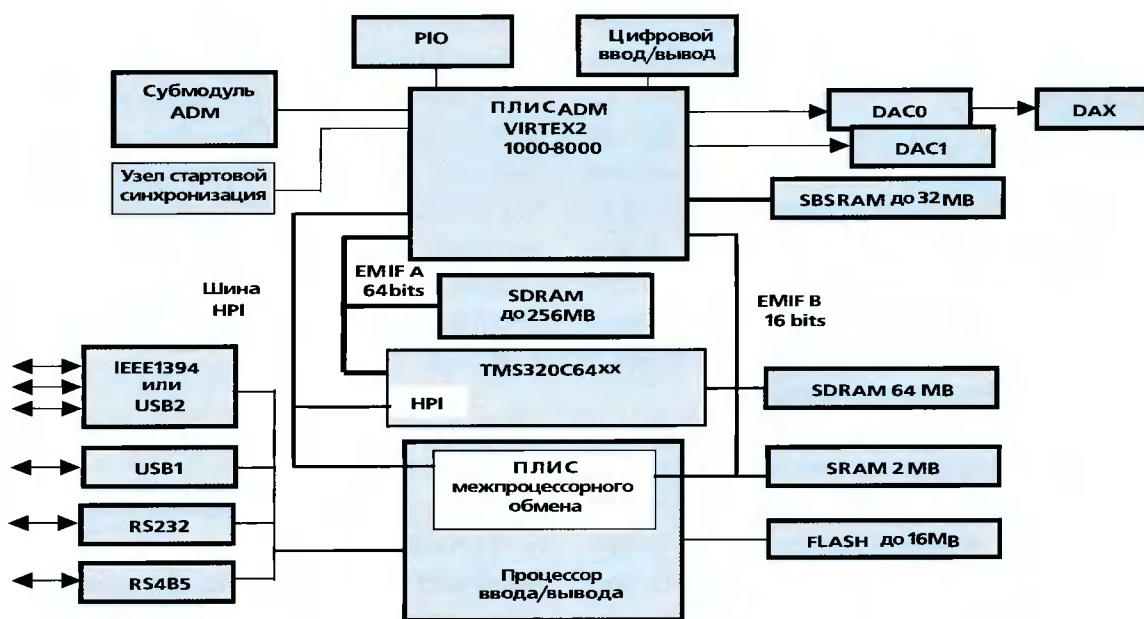 PIO
Цифровой
ввод/вывод
Субмодуль
ADM
ПЛИС ADM
VIRTEX2
1000-8000
DAC0
DAX
DAC1
Узел стартовой
синхронизация
SBSRAM до 32 MB
EMIF A
64bits
Шина
HPI
SDRAM
до 256MB
EMIF B
16 bits
IEEE1394
или
USB2
TMS320C64xx
HPI
SDRAM 64 MB
USB1
ПЛИС
межпроцессорного
обмена
SRAM 2 MB
RS232
FLASH до 16MB
RS4B5
Процессор
ввода/вывода